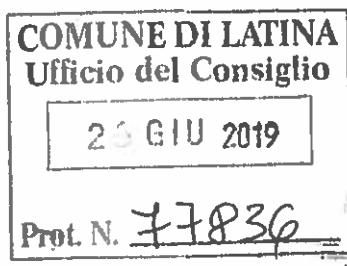 COMUNE DI LATINA
Ufficio del Consiglio
GIU 2019
Prot. N. 77836